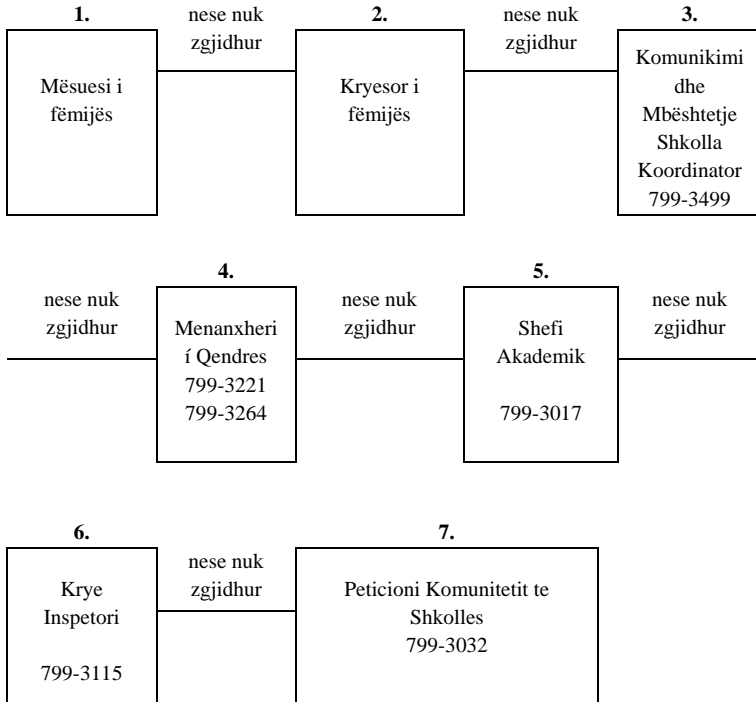 1.
nese nuk
zgjidhur
2.
nese nuk
zgjidhur
3.
Mësuesi i
fëmijës
Kryesor i
fëmijës
Komunikimi
dhe
Mbështetje
Shkolla
Koordinator
799-3499
nese nuk
zgjidhur
4.
Menanxheri
í Qendres
799-3221
799-3264
nese nuk
zgjidhur
5.
Shefi
Akademik
799-3017
nese nuk
zgjidhur
6.
Krye
Inspetori
799-3115
nese nuk
zgjidhur
7.
Peticioni Komunitetit te
Shkolles
799-3032